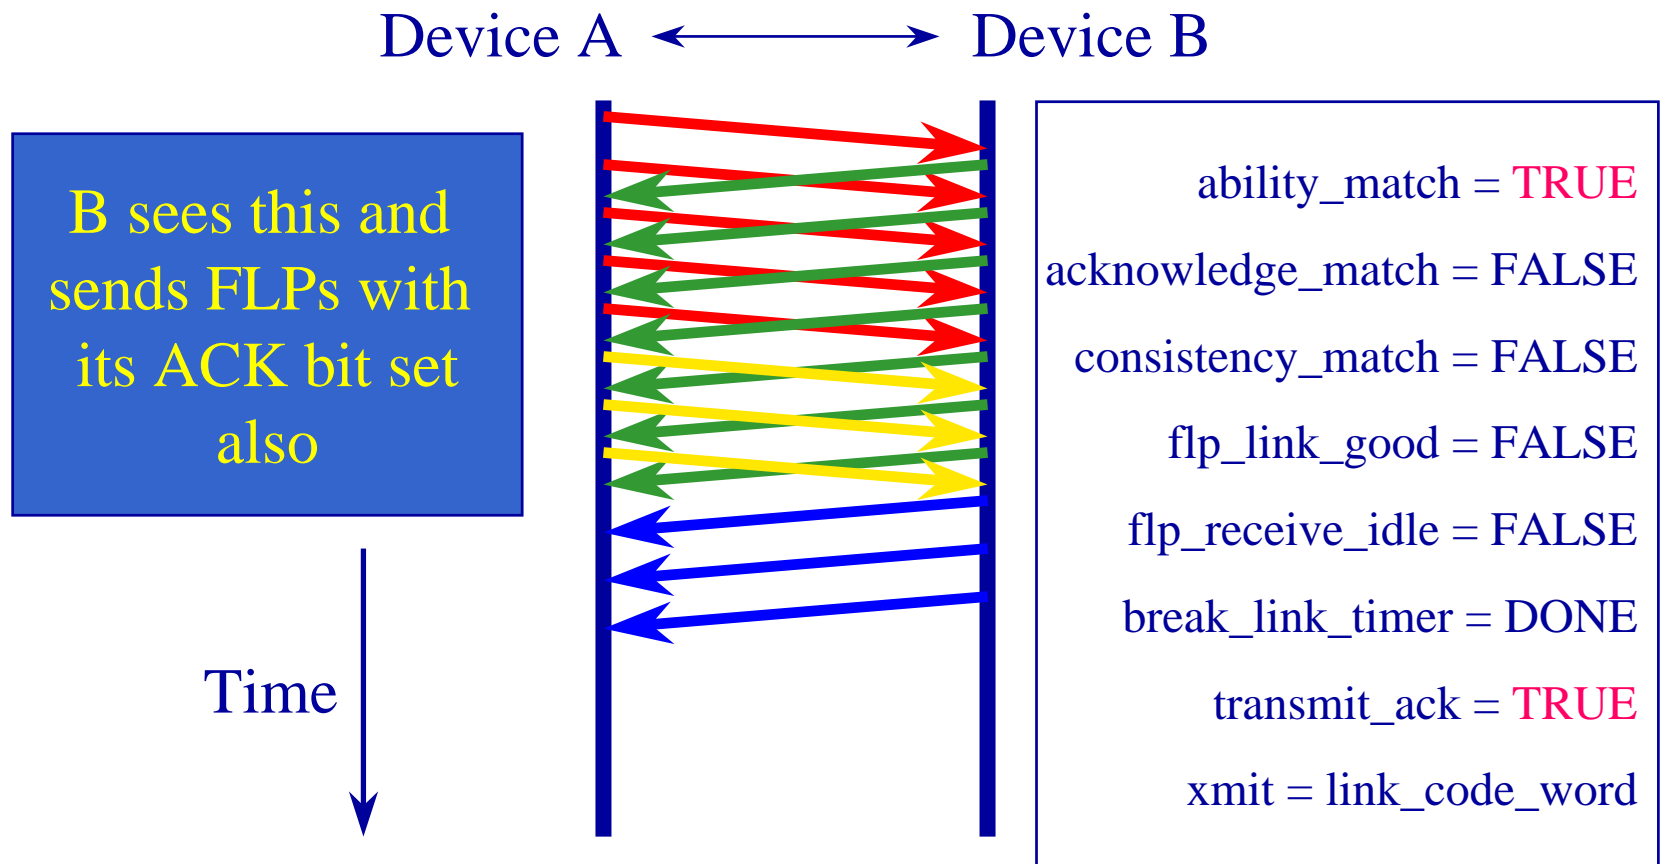 Device A
Device B
B sees this and
sends FLPs with
its ACK bit set
also
Time
ability_match = TRUE
acknowledge_match = FALSE
consistency_match = FALSE
flp_link_good = FALSE
flp_receive_idle = FALSE
break_link_timer = DONE
transmit_ack = TRUE
xmit = link_code_word